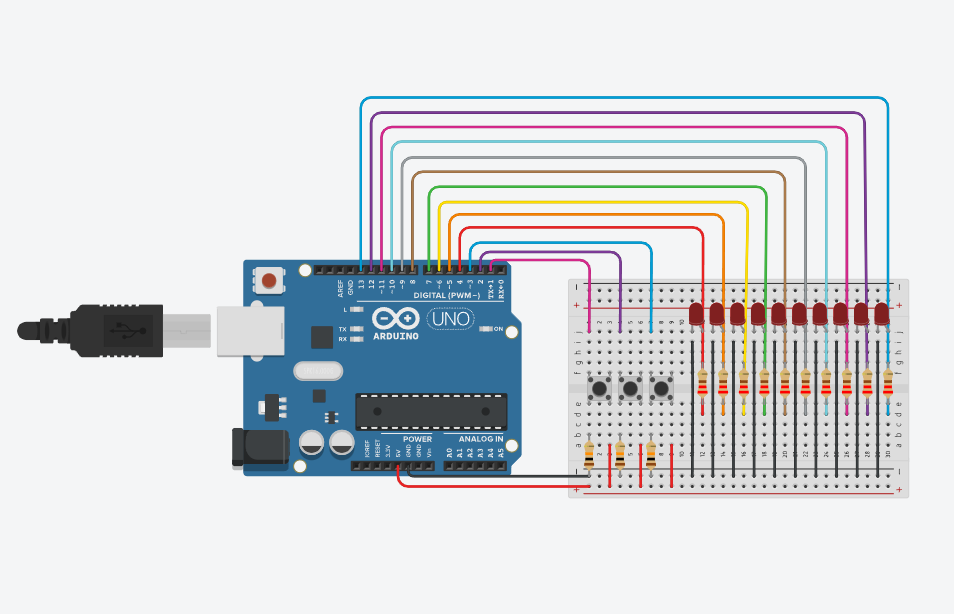 AREF
GND
13
12
~11
~10
~9
8
7
~6
~5
4
~3
2
TX→1
RX←0
DIGITAL (PWM~)
L
TX
RX
UNO
ON
ARDUINO
POWER
ANALOG IN
IOREF
RESET
3.3V
5V
GND
GND
Vin
A0
A1
A2
A3
A4
A5
- -
+ +
j j
i i
h h
g g
f f
e e
d d
c c
b b
a a
- -
+ +